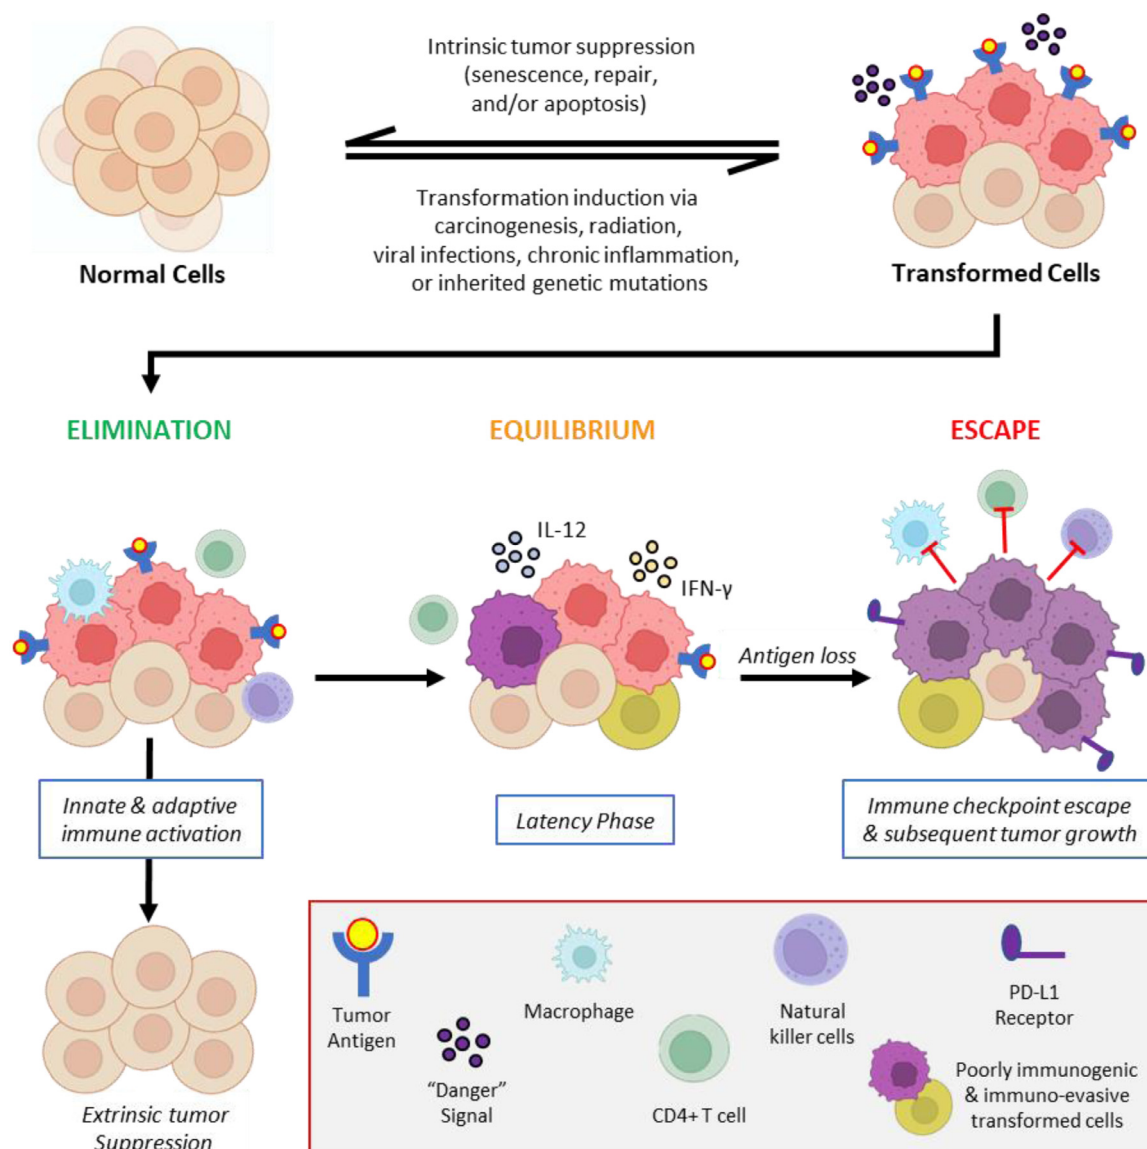 Intrinsic tumor suppression
(senescence, repair,
and/or apoptosis)
Transformation induction via
carcinogenesis, radiation,
viral infections, chronic inflammation,
or inherited genetic mutations
Normal Cells
Transformed Cells
ELIMINATION
EQUILIBRIUM
ESCAPE
IL-12
IFN-γ
Antigen loss
Innate & adaptive
immune activation
Latency Phase
Immune checkpoint escape
& subsequent tumor growth
Extrinsic tumor
Suppression
Tumor
Antigen
"Danger"
Signal
Macrophage
CD4+ T cell
Natural
killer cells
PD-L1
Receptor
Poorly immunogenic
& immuno-evasive
transformed cells